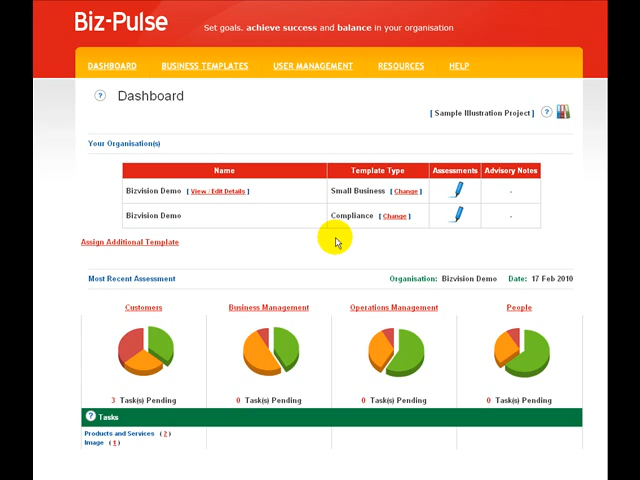 Biz-Pulse
Set goals. achieve success and balance in your organisation
DASHBOARD BUSINESS TEMPLATES USER MANAGEMENT RESOURCES HELP
? Dashboard
[ Sample Illustration Project ] ?
Your Organisation(s)
Name Template Type Assessments Advisory Notes
Bizvision Demo [ View / Edit Details ] Small Business [ Change ] -
Bizvision Demo Compliance [ Change ] -
Assign Additional Template
Most Recent Assessment Organisation: Bizvision Demo Date: 17 Feb 2010
Customers Business Management Operations Management People
3 Task(s) Pending 0 Task(s) Pending 0 Task(s) Pending 0 Task(s) Pending
? Tasks
Products and Services ( 2 )
Image ( 1 )